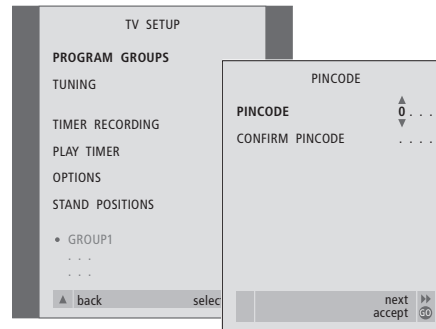 TV SETUP
PROGRAM GROUPS
TUNING
TIMER RECORDING
PLAY TIMER
OPTIONS
STAND POSITIONS
• GROUP1
. . .
. . .
▲ back selec
PINCODE
PINCODE 0 . . .
CONFIRM PINCODE . . . .
next
accept GO